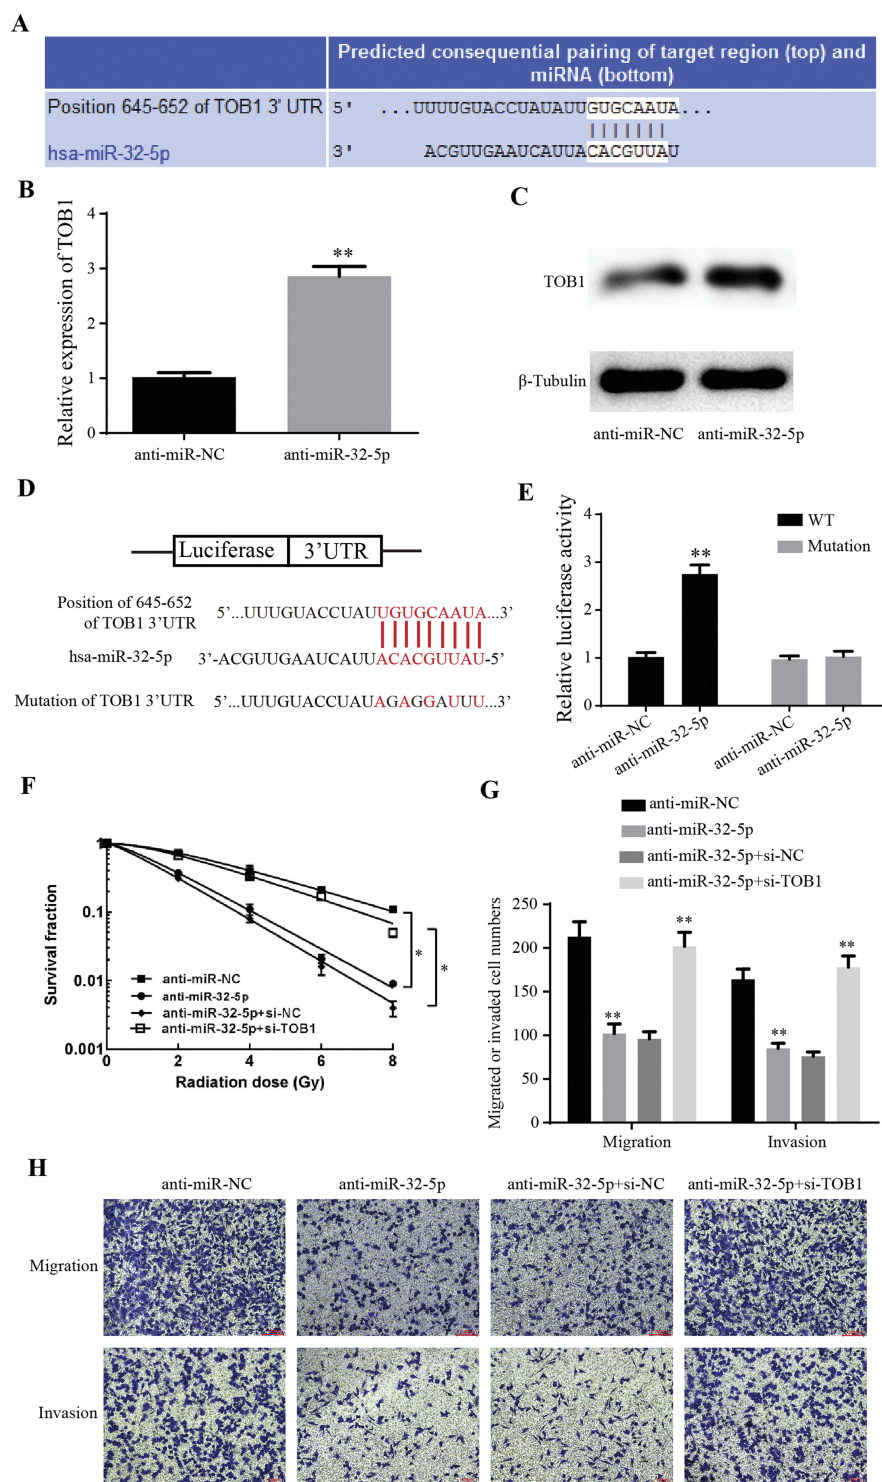 A
Predicted consequential pairing of target region (top) and
miRNA (bottom)
Position 645-652 of TOB1 3' UTR 5' ...UUUUGUACCUAUAUUGUGCAAUA...
hsa-miR-32-5p 3' ACGUUGAAUCAUUACACGUUAU
B
Relative expression of TOB1
4
3
2
1
0
**
anti-miR-NC anti-miR-32-5p
C
TOB1
β-Tubulin
anti-miR-NC anti-miR-32-5p
D
Luciferase 3’UTR
Position of 645-652
of TOB1 3’UTR
5’...UUUGUACCUAUUGUGCAAUA...3’
hsa-miR-32-5p 3’-ACGUUGAAUCAUUACACGUUAU-5’
Mutation of TOB1 3’UTR 5’...UUUGUACCUAUAGAGGAUUU...3’
E
Relative luciferase activity
4
3
2
1
0
WT
Mutation
**
anti-miR-NC
anti-miR-32-5p
anti-miR-NC
anti-miR-32-5p
F
Survival fraction
1
0.1
0.01
0.001
anti-miR-NC
anti-miR-32-5p
anti-miR-32-5p+si-NC
anti-miR-32-5p+si-TOB1
*
*
0 2 4 6 8
Radiation dose (Gy)
G
anti-miR-NC
anti-miR-32-5p
anti-miR-32-5p+si-NC
anti-miR-32-5p+si-TOB1
Migrated or invaded cell numbers
250
200
150
100
50
0
**
**
**
**
Migration Invasion
H
anti-miR-NC anti-miR-32-5p anti-miR-32-5p+si-NC anti-miR-32-5p+si-TOB1
Migration
Invasion